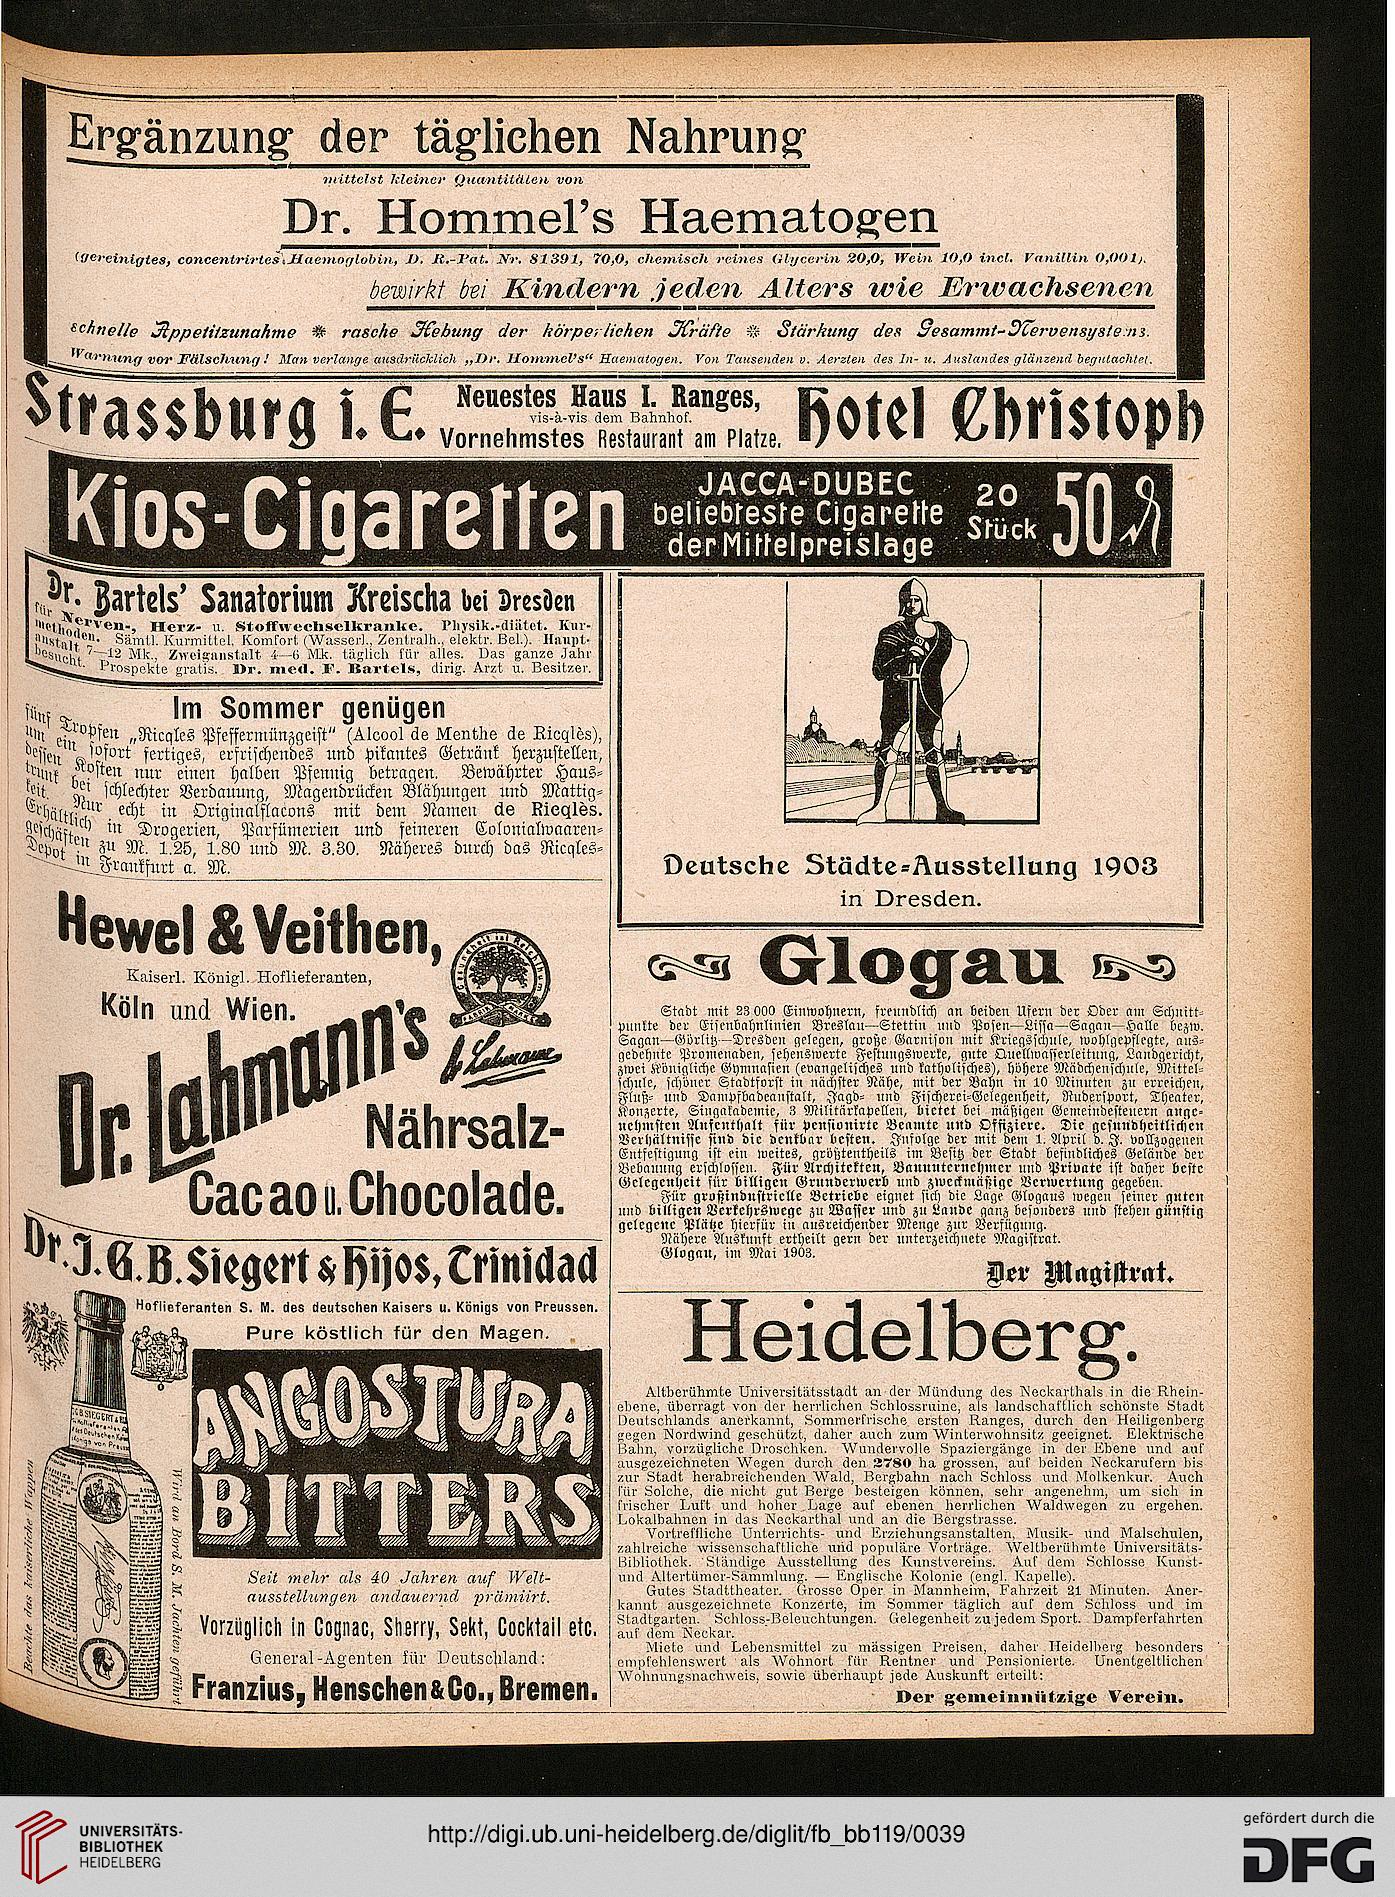 Ergänzung der täglichen Nahrung
mittelst kleiner Quantitäten von
Dr. Hommel's Haematogen
(gereinigtes, concentrirtes Haemoglobin, D. R.-Pat. Nr. 81391, 70,0, chemisch reines Glycerin 20,0, Wein 10,0 incl. Vanillin 0,001).
bewirkt bei Kindern jeden Alters wie Erwachsenen
schnelle Appetitzunahme ❊ rasche Hebung der körperlichen Kräfte ❊ Stärkung des Gesammt-Nervensystems.
Warnung vor Fälschung! Man verlange ausdrücklich „Dr. Hommel's“ Haematogen. Von Tausenden v. Aerzten des In- u. Auslandes glänzend begutachtet.
Strassburg i. E.
Neuestes Haus I. Ranges,
vis-à-vis dem Bahnhof.
Vornehmstes Restaurant am Platze.
Hotel Christoph
Kios-Cigaretten
JACCA-DUBEC
beliebteste Cigarette
der Mittelpreislage
20
Stück
50 ₰
Dr. Bartels' Sanatorium Kreischa bei Dresden
für Nerven-, Herz- u. Stoffwechselkranke. Physik.-diätet. Kur-
methoden. Sämtl. Kurmittel. Komfort (Wasserl., Zentralh., elektr. Bel.). Haupt-
anstalt 7—12 Mk., Zweiganstalt 4—6 Mk. täglich für alles. Das ganze Jahr
besucht. Prospekte gratis. Dr. med. F. Bartels, dirig. Arzt u. Besitzer.
Im Sommer genügen
fünf Tropfen „Ricqlès Pfeffermünzgeist“ (Alcool de Menthe de Ricqlès),
um ein sofort fertiges, erfrischendes und pikantes Getränk herzustellen,
dessen Kosten nur einen halben Pfennig betragen. Bewährter Haus-
trunk bei schlechter Verdauung, Magendrücken Blähungen und Mattig-
keit. Nur echt in Originalflacons mit dem Namen de Ricqlès.
Erhältlich in Drogerien, Parfümerien und feineren Colonialwaaren-
geschäften zu M. 1.25, 1.80 und M. 3.30. Näheres durch das Ricqlès-
Depot in Frankfurt a. M.
Hewel & Veithen,
Kaiserl. Königl. Hoflieferanten,
Köln und Wien.
Dr. Lahmann's
Nährsalz-
Cacao u. Chocolade.
Dr. J. G. B. Siegert & Hijos, Trinidad
Hoflieferanten S. M. des deutschen Kaisers u. Königs von Preussen.
Pure köstlich für den Magen.
ANGOSTURA
BITTERS
Beachte das kaiserliche Wappen
Wird an Bord S. M. Jachten geführt
Seit mehr als 40 Jahren auf Welt-
ausstellungen andauernd prämiirt.
Vorzüglich in Cognac, Sherry, Sekt, Cocktail etc.
General-Agenten für Deutschland:
Franzius, Henschen & Co., Bremen.
Deutsche Städte-Ausstellung 1903
in Dresden.
Glogau
Stadt mit 23 000 Einwohnern, freundlich an beiden Ufern der Oder am Schnitt-
punkte der Eisenbahnlinien Breslau—Stettin und Posen—Lissa—Sagan—Halle bezw.
Sagan—Görlitz—Dresden gelegen, große Garnison mit Kriegsschule, wohlgepflegte, aus-
gedehnte Promenaden, sehenswerte Festungswerke, gute Quellwasserleitung, Landgericht,
zwei Königliche Gymnasien (evangelisches und katholisches), höhere Mädchenschule, Mittel-
schule, schöner Stadtforst in nächster Nähe, mit der Bahn in 10 Minuten zu erreichen,
Fluß- und Dampfbadeanstalt, Jagd- und Fischerei-Gelegenheit, Rudersport, Theater,
Konzerte, Singakademie, 3 Militärkapellen, bietet bei mäßigen Gemeindesteuern ange-
nehmsten Aufenthalt für pensionirte Beamte und Offiziere. Die gesundheitlichen
Verhältnisse sind die denkbar besten. Infolge der mit dem 1. April d. J. vollzogenen
Entfestigung ist ein weites, größtentheils im Besitz der Stadt befindliches Gelände der
Bebauung erschlossen. Für Architekten, Bauunternehmer und Private ist daher beste
Gelegenheit für billigen Grunderwerb und zweckmäßige Verwertung gegeben.
Für großindustrielle Betriebe eignet sich die Lage Glogaus wegen seiner guten
und billigen Verkehrswege zu Wasser und zu Lande ganz besonders und stehen günstig
gelegene Plätze hierfür in ausreichender Menge zur Verfügung.
Nähere Auskunft ertheilt gern der unterzeichnete Magistrat.
Glogau, im Mai 1903.
Der Magistrat.
Heidelberg.
Altberühmte Universitätsstadt an der Mündung des Neckarthals in die Rhein-
ebene, überragt von der herrlichen Schlossruine, als landschaftlich schönste Stadt
Deutschlands anerkannt, Sommerfrische ersten Ranges, durch den Heiligenberg
gegen Nordwind geschützt, daher auch zum Winterwohnsitz geeignet. Elektrische
Bahn, vorzügliche Droschken. Wundervolle Spaziergänge in der Ebene und auf
ausgezeichneten Wegen durch den 2780 ha grossen, auf beiden Neckarufern bis
zur Stadt herabreichenden Wald, Bergbahn nach Schloss und Molkenkur. Auch
für Solche, die nicht gut Berge besteigen können, sehr angenehm, um sich in
frischer Luft und hoher Lage auf ebenen herrlichen Waldwegen zu ergehen.
Lokalbahnen in das Neckarthal und an die Bergstrasse.
Vortreffliche Unterrichts- und Erziehungsanstalten, Musik- und Malschulen,
zahlreiche wissenschaftliche und populäre Vorträge. Weltberühmte Universitäts-
Bibliothek. Ständige Ausstellung des Kunstvereins. Auf dem Schlosse Kunst-
und Altertümer-Sammlung. — Englische Kolonie (engl. Kapelle).
Gutes Stadttheater. Grosse Oper in Mannheim, Fahrzeit 21 Minuten. Aner-
kannt ausgezeichnete Konzerte, im Sommer täglich auf dem Schloss und im
Stadtgarten. Schloss-Beleuchtungen. Gelegenheit zu jedem Sport. Dampferfahrten
auf dem Neckar.
Miete und Lebensmittel zu mässigen Preisen, daher Heidelberg besonders
empfehlenswert als Wohnort für Rentner und Pensionierte. Unentgeltlichen
Wohnungsnachweis, sowie überhaupt jede Auskunft erteilt:
Der gemeinnützige Verein.
UNIVERSITÄTS-
BIBLIOTHEK
HEIDELBERG
http://digi.ub.uni-heidelberg.de/diglit/fb_bb119/0039
gefördert durch die
DFG